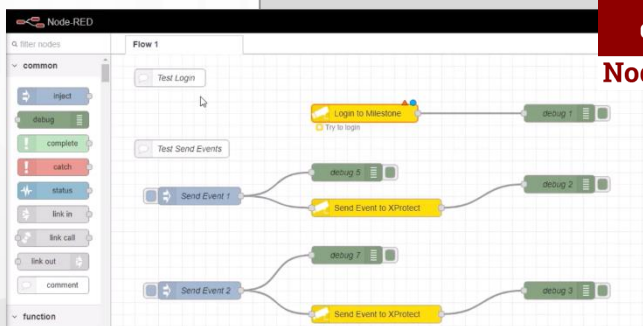 Node-RED
filter nodes
Flow 1
common
inject
debug
complete
catch
status
link in
link call
link out
comment
function
Test Login
Login to Milestone
Try to login
debug 1
Test Send Events
debug 5
Send Event 1
Send Event to XProtect
debug 2
debug 7
Send Event 2
Send Event to XProtect
debug 3